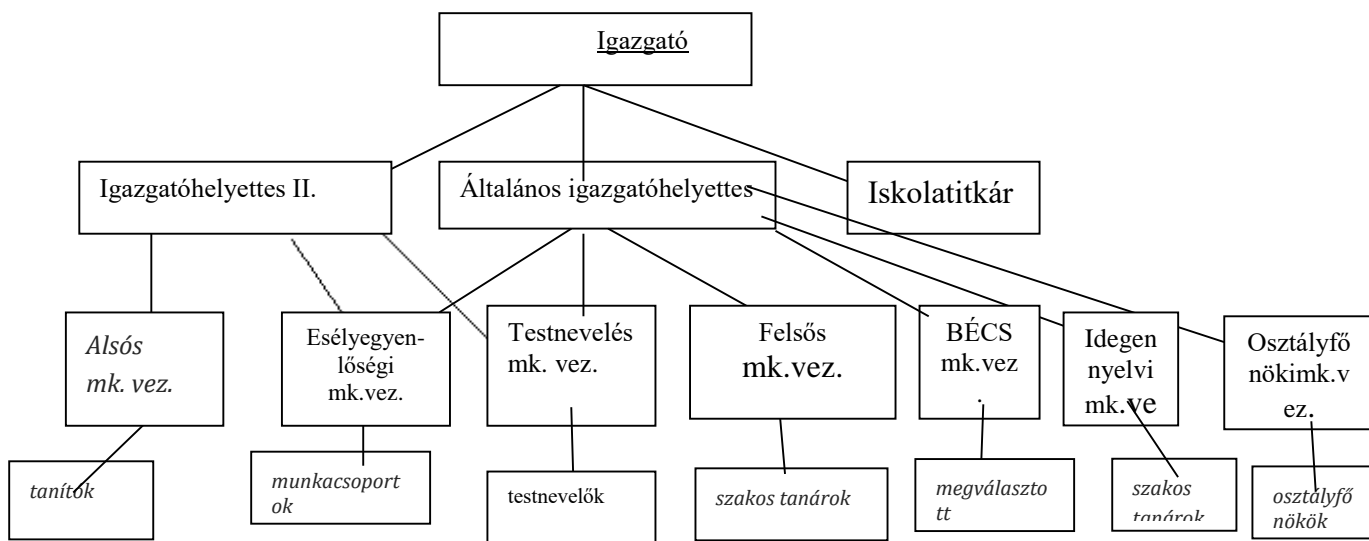 Igazgató
Igazgatóhelyettes II.
Általános igazgatóhelyettes
Iskolatitkár
Alsós
mk. vez.
Esélyegyen-
lőségi
mk.vez.
Testnevelés
mk. vez.
Felsős
mk.vez.
BÉCS
mk.vez
.
Idegen
nyelvi
mk.ve
Osztályfő
nökimk.v
ez.
tanítók
munkacsoport
ok
testnevelők
szakos tanárok
megválaszto
tt
szakos
tanárok
osztályfő
nökök